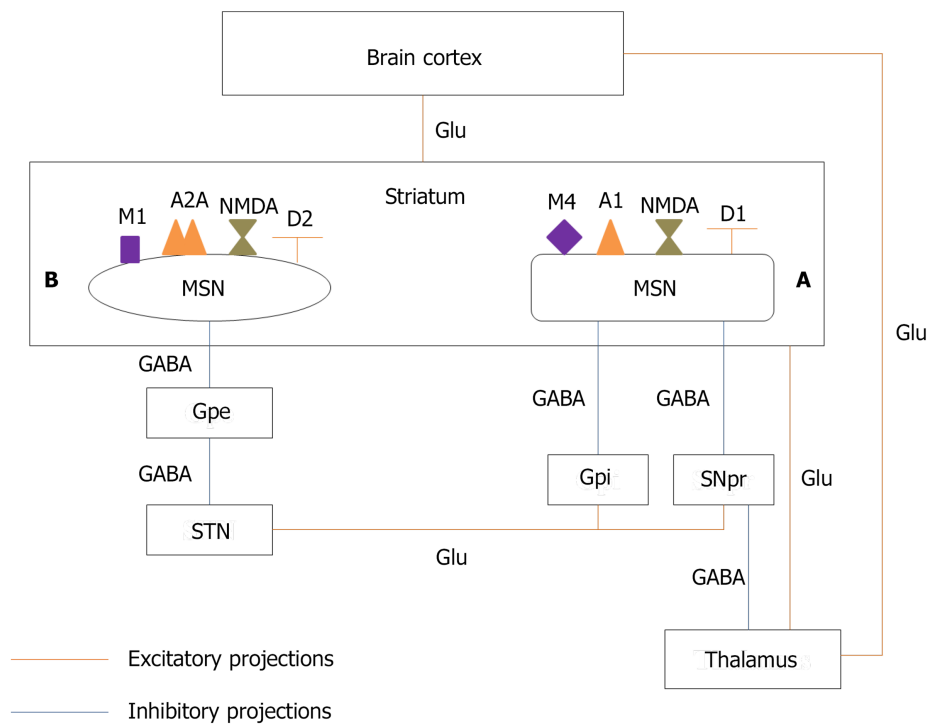 Brain cortex
Glu
Striatum
M1
A2A
NMDA
D2
M4
A1
NMDA
D1
B
MSN
MSN
A
Glu
GABA
GABA
GABA
Gpe
GABA
Gpi
SNpr
Glu
STN
Glu
GABA
Thalamus
Excitatory projections
Inhibitory projections